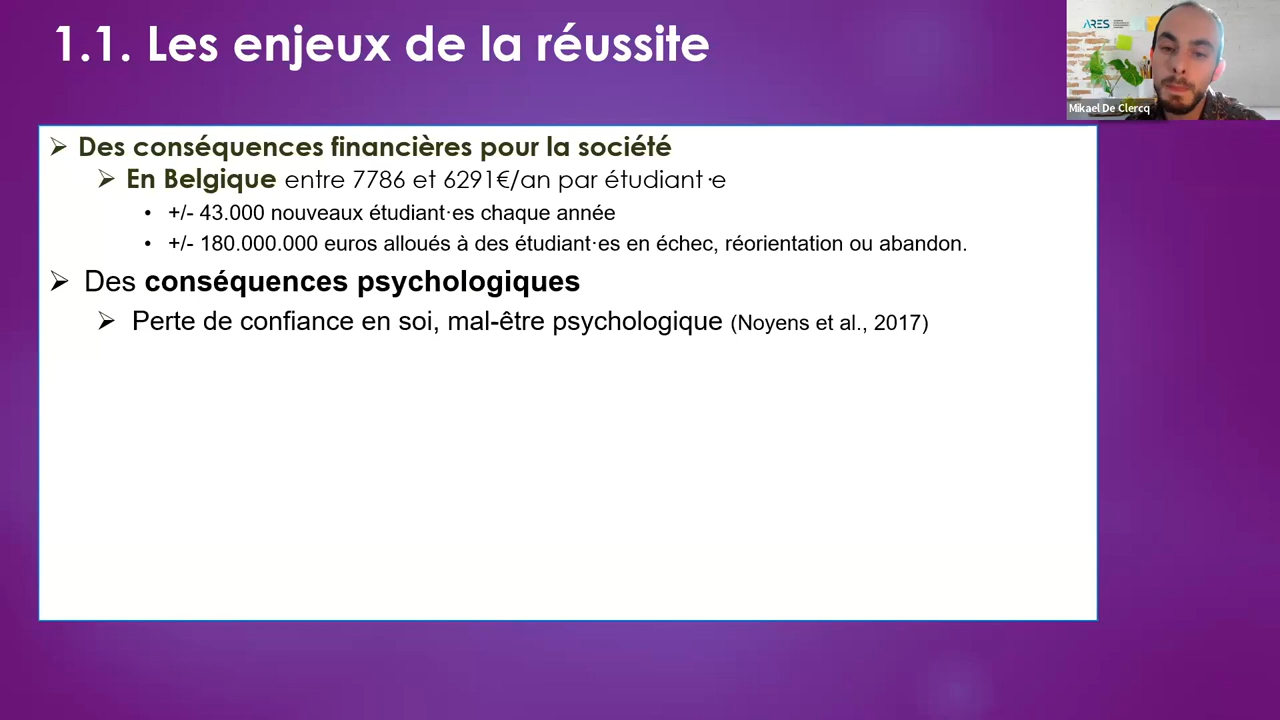 1.1. Les enjeux de la réussite
ARES
Mikael De Clercq
➢ Des conséquences financières pour la société
➢ En Belgique entre 7786 et 6291€/an par étudiant·e
• +/- 43.000 nouveaux étudiant·es chaque année
• +/- 180.000.000 euros alloués à des étudiant·es en échec, réorientation ou abandon.
➢ Des conséquences psychologiques
➢ Perte de confiance en soi, mal-être psychologique (Noyens et al., 2017)